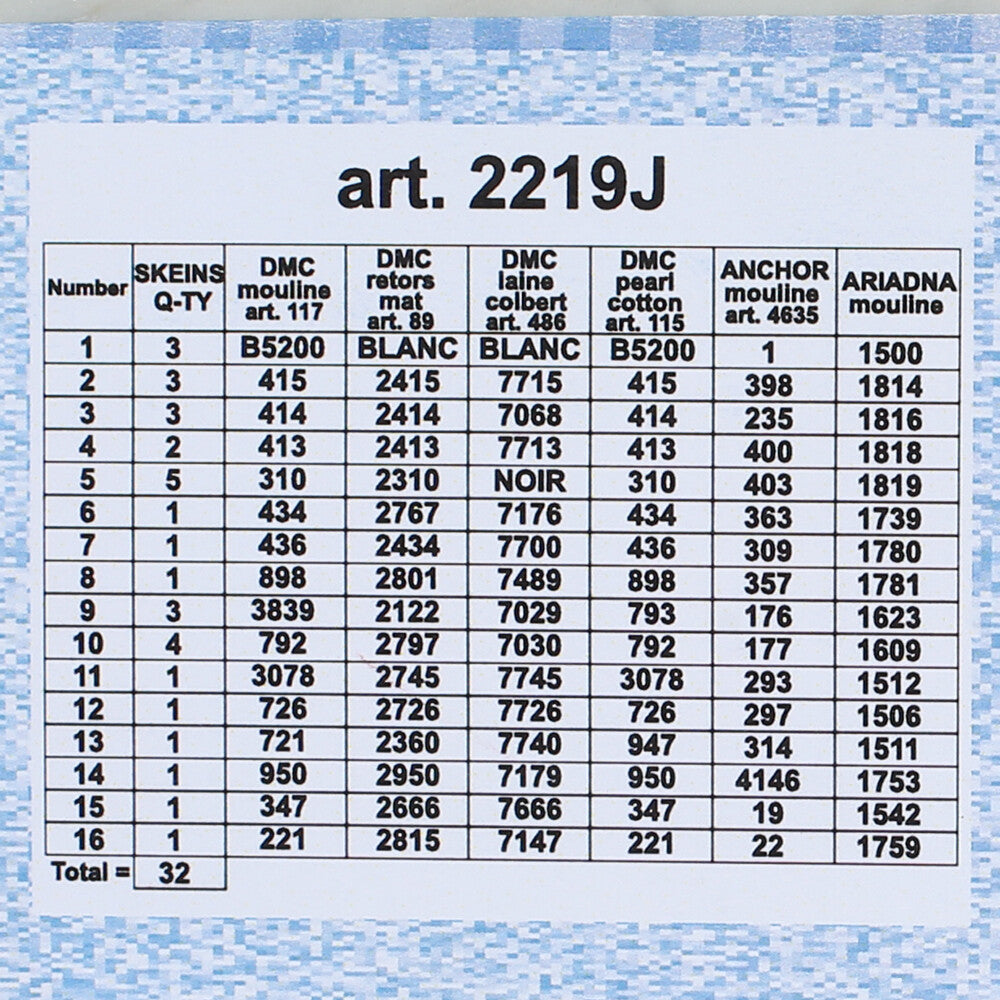 art. 2219J
Number SKEINS Q-TY DMC mouline art. 117 DMC retors mat art. 89 DMC laine colbert art. 486 DMC pearl cotton art. 115 ANCHOR mouline art. 4635 ARIADNA mouline
1 3 B5200 BLANC BLANC B5200 1 1500
2 3 415 2415 7715 415 398 1814
3 3 414 2414 7068 414 235 1816
4 2 413 2413 7713 413 400 1818
5 5 310 2310 NOIR 310 403 1819
6 1 434 2767 7176 434 363 1739
7 1 436 2434 7700 436 309 1780
8 1 898 2801 7489 898 357 1781
9 3 3839 2122 7029 793 176 1623
10 4 792 2797 7030 792 177 1609
11 1 3078 2745 7745 3078 293 1512
12 1 726 2726 7726 726 297 1506
13 1 721 2360 7740 947 314 1511
14 1 950 2950 7179 950 4146 1753
15 1 347 2666 7666 347 19 1542
16 1 221 2815 7147 221 22 1759
Total = 32